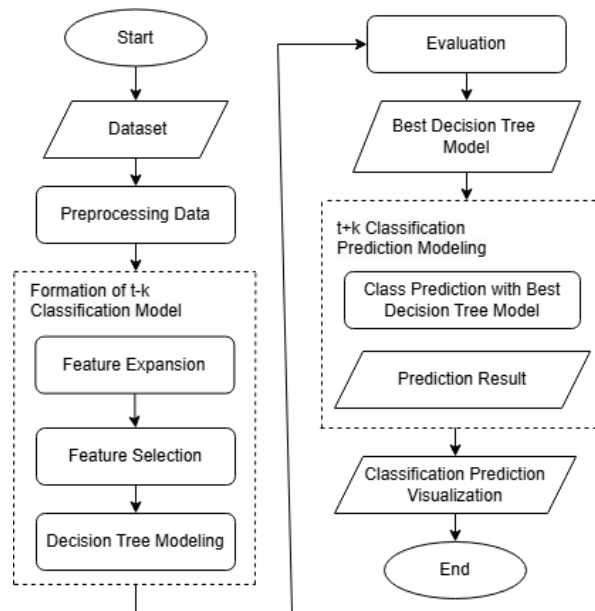 Start
Dataset
Preprocessing Data
Formation of t-k
Classification Model
Feature Expansion
Feature Selection
Decision Tree Modeling
Evaluation
Best Decision Tree
Model
t+k Classification
Prediction Modeling
Class Prediction with Best
Decision Tree Model
Prediction Result
Classification Prediction
Visualization
End